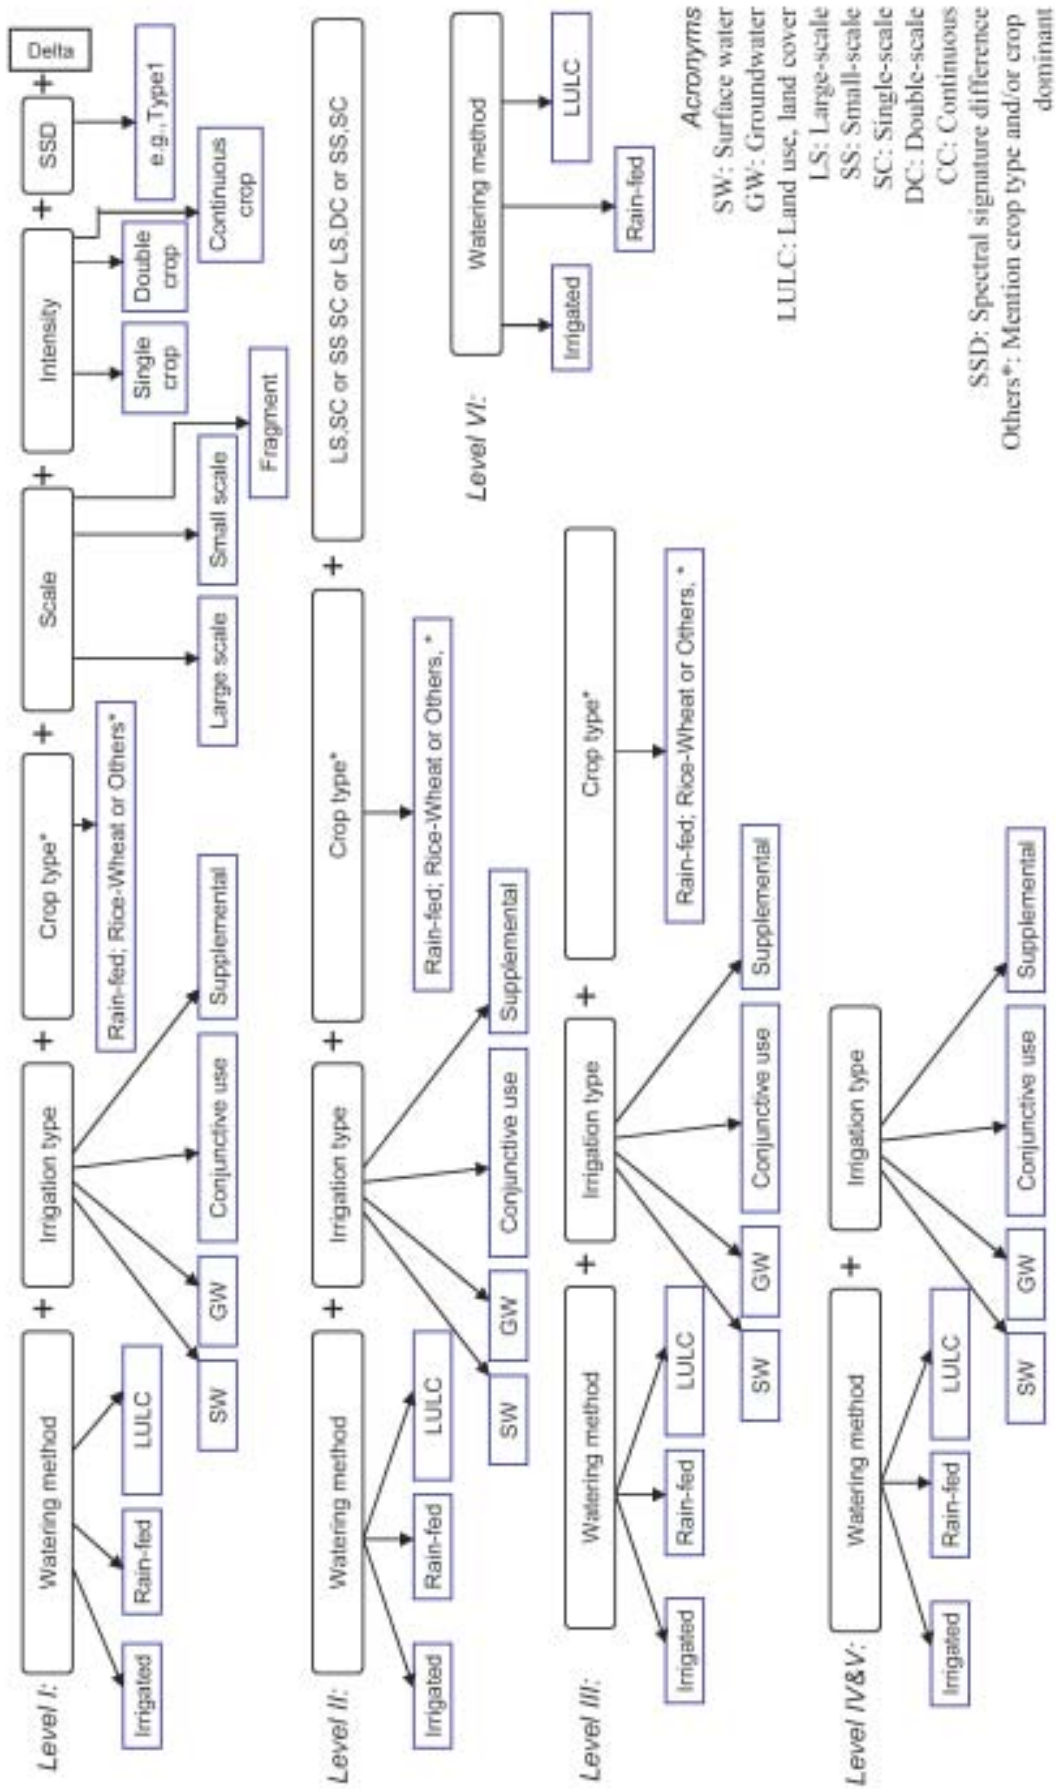 Level I:
Watering method
+
Irrigation type
+
Crop type*
+
Scale
+
Intensity
+
SSD
+
Delta
Irrigated
Rain-fed
LULC
SW
GW
Conjunctive use
Supplemental
Rain-fed; Rice-Wheat or Others*
Large scale
Small scale
Fragment
Single
crop
Double
crop
Continuous
crop
e.g.,Type1
Level II:
Watering method
+
Irrigation type
+
Crop type*
+
LS,SC or SS SC or LS,DC or SS,SC
Irrigated
Rain-fed
LULC
SW
GW
Conjunctive use
Supplemental
Rain-fed; Rice-Wheat or Others. *
Level III:
Watering method
+
Irrigation type
+
Crop type*
Irrigated
Rain-fed
LULC
SW
GW
Conjunctive use
Supplemental
Rain-fed; Rice-Wheat or Others. *
Level IV&V:
Watering method
+
Irrigation type
Irrigated
Rain-fed
LULC
SW
GW
Conjunctive use
Supplemental
Level VI:
Watering method
Irrigated
Rain-fed
LULC
Acronyms
SW: Surface water
GW: Groundwater
LULC: Land use, land cover
LS: Large-scale
SS: Small-scale
SC: Single-scale
DC: Double-scale
CC: Continuous
SSD: Spectral signature difference
Others*: Mention crop type and/or crop
dominant